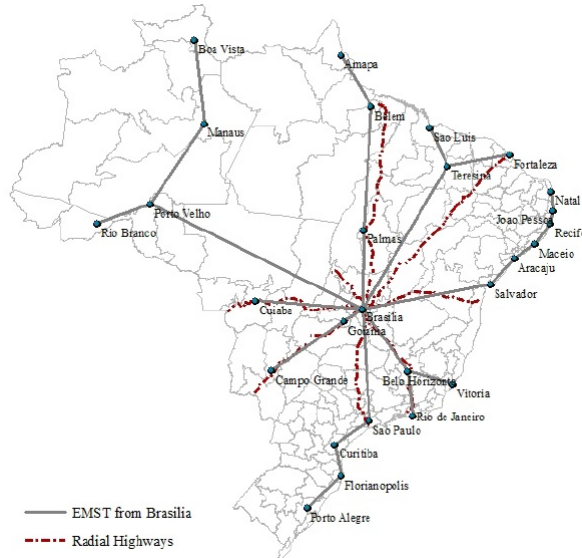 Boa Vista
Amapa
Belem
Manaus
Sao Luis
Fortaleza
Teresina
Natal
Joao Pessoa
Porto Velho
Recife
Rio Branco
Palmas
Maceio
Aracaju
Salvador
Cuiaba
Brasilia
Goiania
Campo Grande
Belo Horizonte
Vitoria
Rio de Janeiro
Sao Paulo
Curitiba
Florianopolis
EMST from Brasilia
Porto Alegre
Radial Highways